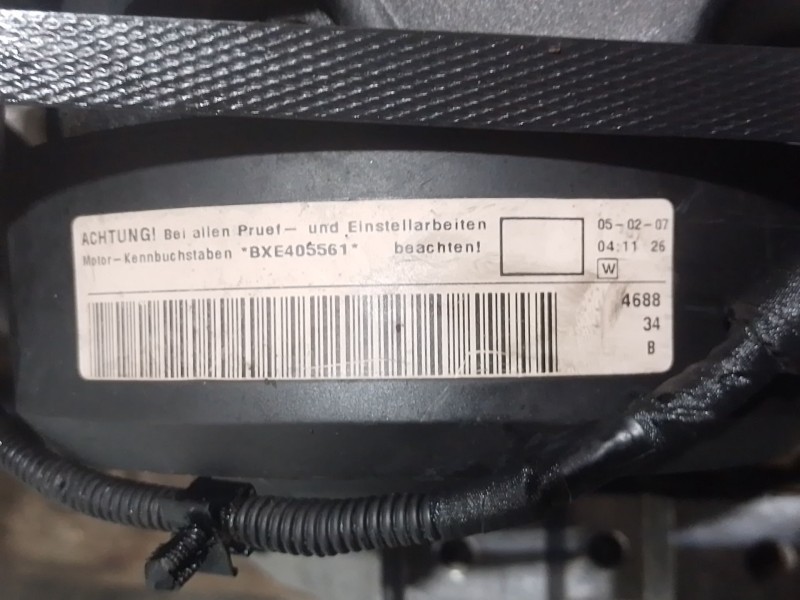 ACHTUNG! Bei allen Pruef- und Einstellarbeiten
Motor-Kennbuchstaben *BXE405561* beachten!
05-02-07
04:11 26
W
4688
34
B